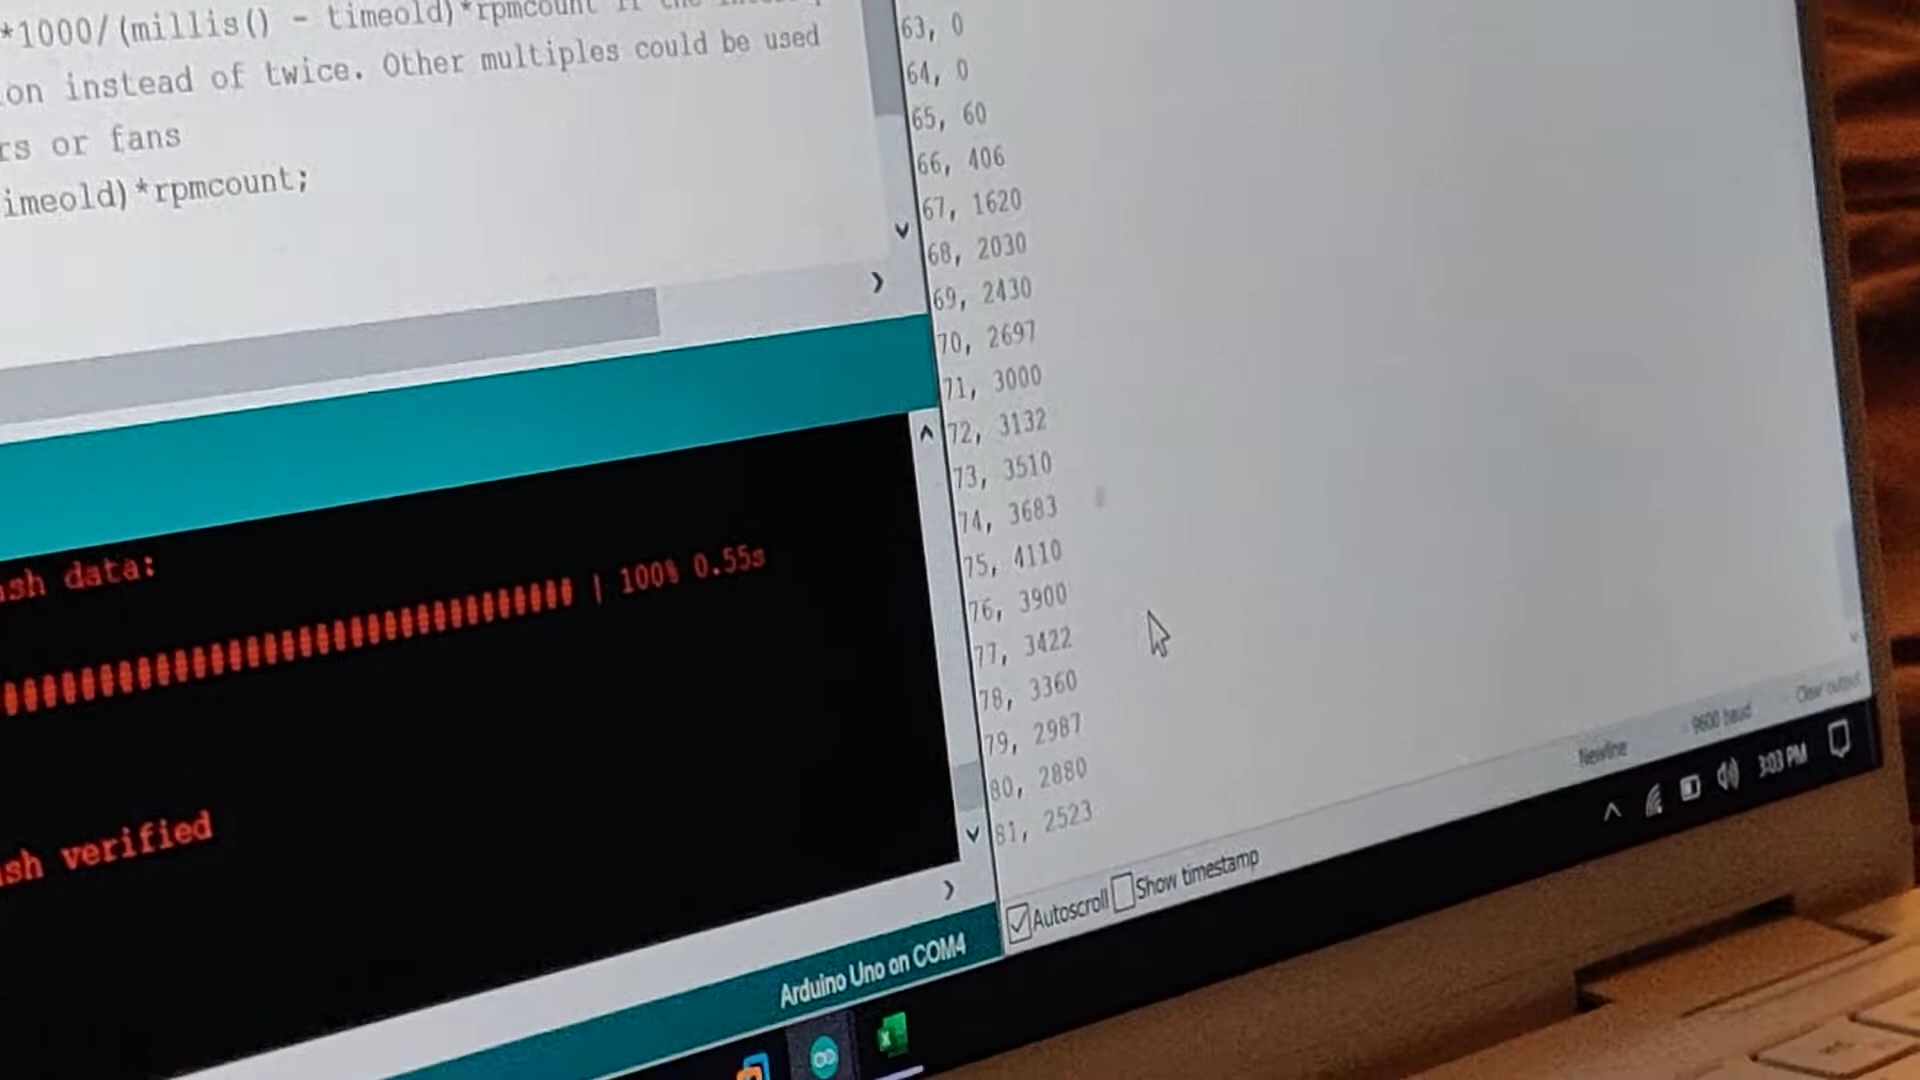 *1000/(millis() - timeold)*rpmcount if the
on instead of twice. Other multiples could be used
rs or fans
imeold)*rpmcount;
ash data:
| 100% 0.55s
ash verified
Arduino Uno on COM4
63, 0
64, 0
65, 60
66, 406
67, 1620
68, 2030
69, 2430
70, 2697
71, 3000
72, 3132
73, 3510
74, 3683
75, 4110
76, 3900
77, 3422
78, 3360
79, 2987
80, 2880
81, 2523
Autoscroll Show timestamp
Newline
9600 baud
Clear output
3:03 PM